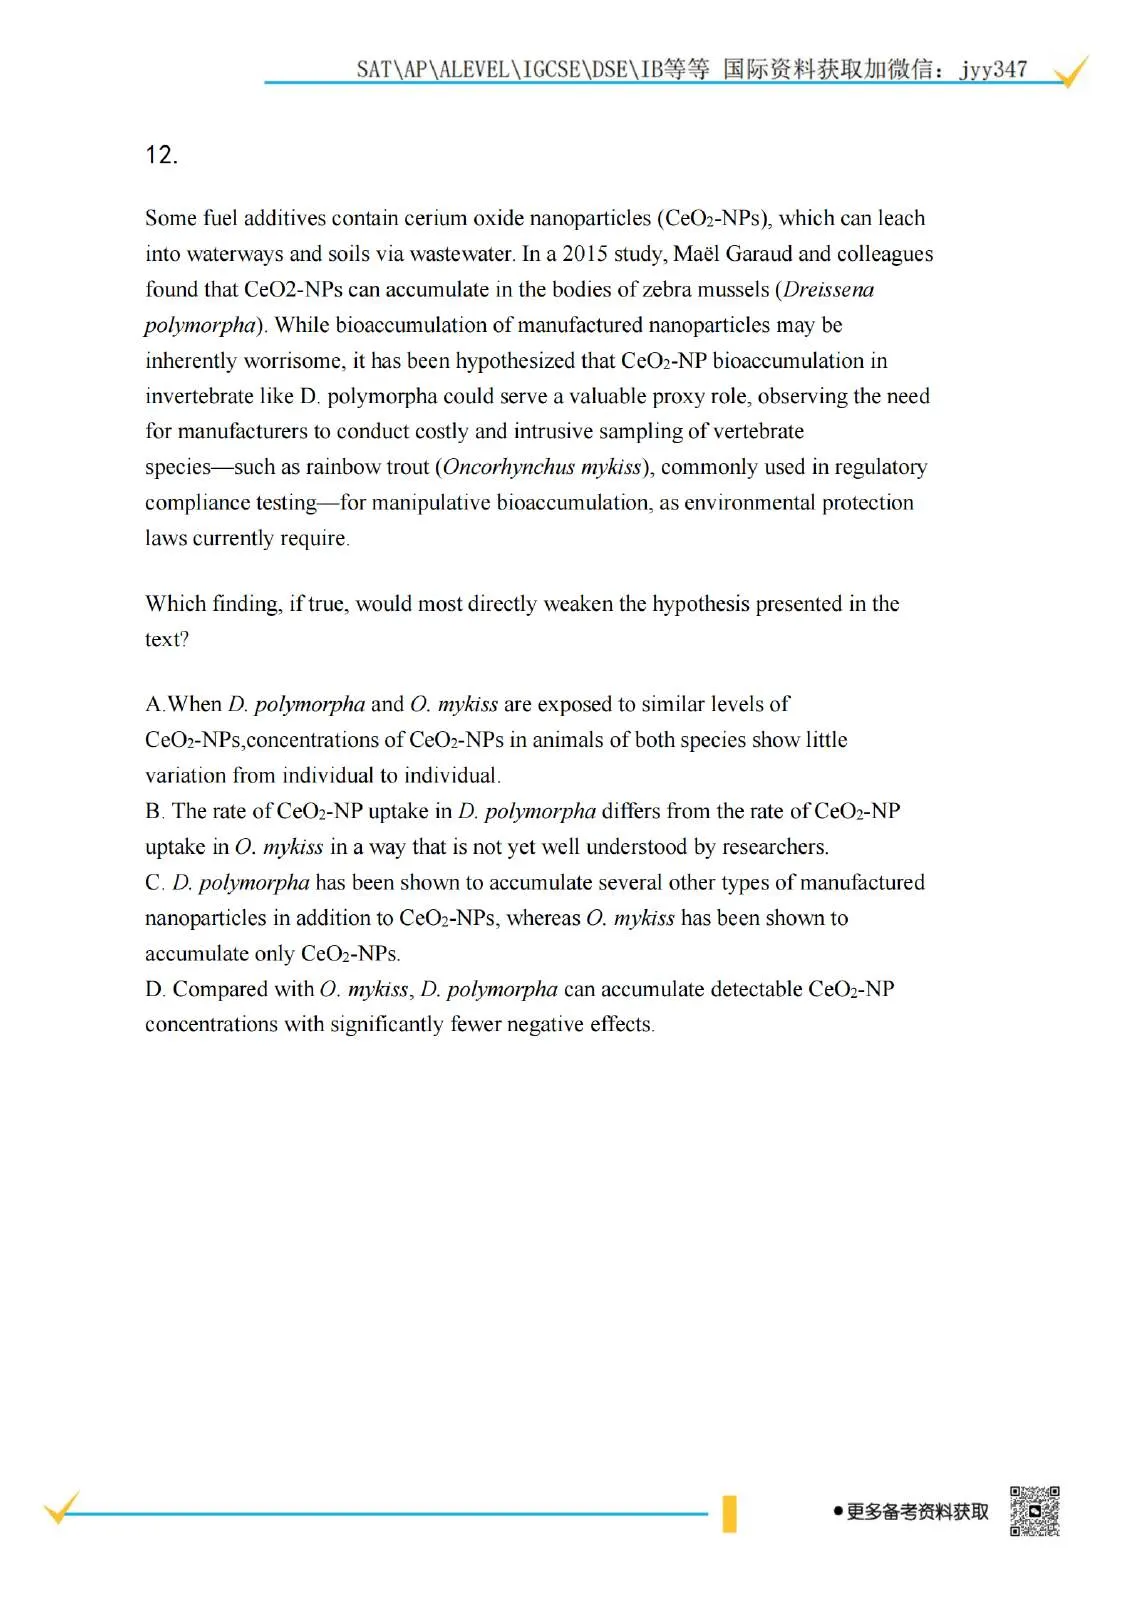 SAT\AP\ALEVEL\IGCSE\DSE\IB等等 国际资料获取加微信：jyy347
12.
Some fuel additives contain cerium oxide nanoparticles (CeO₂-NPs), which can leach
into waterways and soils via wastewater. In a 2015 study, Maël Garaud and colleagues
found that CeO2-NPs can accumulate in the bodies of zebra mussels (Dreissena
polymorpha). While bioaccumulation of manufactured nanoparticles may be
inherently worrisome, it has been hypothesized that CeO₂-NP bioaccumulation in
invertebrate like D. polymorpha could serve a valuable proxy role, observing the need
for manufacturers to conduct costly and intrusive sampling of vertebrate
species—such as rainbow trout (Oncorhynchus mykiss), commonly used in regulatory
compliance testing—for manipulative bioaccumulation, as environmental protection
laws currently require.
Which finding, if true, would most directly weaken the hypothesis presented in the
text?
A.When D. polymorpha and O. mykiss are exposed to similar levels of
CeO₂-NPs,concentrations of CeO₂-NPs in animals of both species show little
variation from individual to individual.
B. The rate of CeO₂-NP uptake in D. polymorpha differs from the rate of CeO₂-NP
uptake in O. mykiss in a way that is not yet well understood by researchers.
C. D. polymorpha has been shown to accumulate several other types of manufactured
nanoparticles in addition to CeO₂-NPs, whereas O. mykiss has been shown to
accumulate only CeO₂-NPs.
D. Compared with O. mykiss, D. polymorpha can accumulate detectable CeO₂-NP
concentrations with significantly fewer negative effects.
●更多备考资料获取